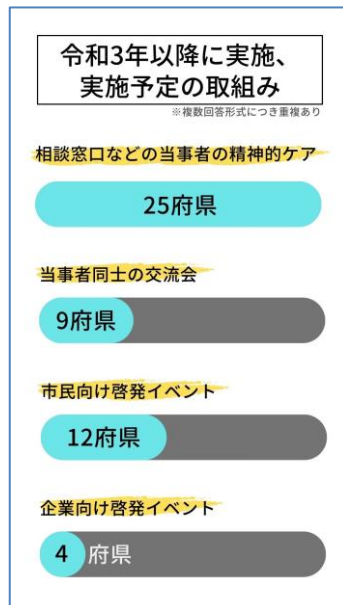 令和3年以降に実施、
実施予定の取組み
※複数回答形式につき重複あり
相談窓口などの当事者の精神的ケア
25府県
当事者同士の交流会
9府県
市民向け啓発イベント
12府県
企業向け啓発イベント
4 府県